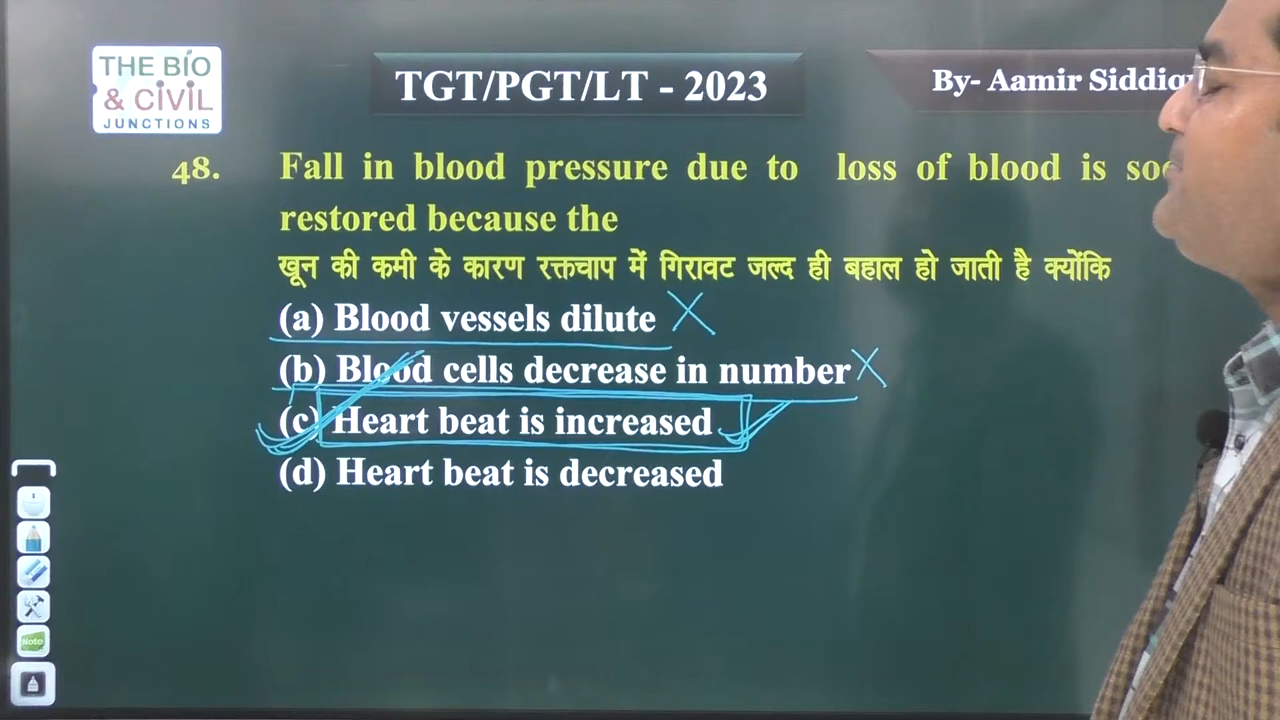 THE BIO
& CIVIL
JUNCTIONS
TGT/PGT/LT - 2023
By- Aamir
48. Fall in blood pressure due to loss of blood is
restored because the
खून की कमी के कारण रक्तचाप में गिरावट जल्द ही बहाल हो जाती है क्योंकि
(a) Blood vessels dilute
(b) Blood cells decrease in number
(c) Heart beat is increased
(d) Heart beat is decreased
Note